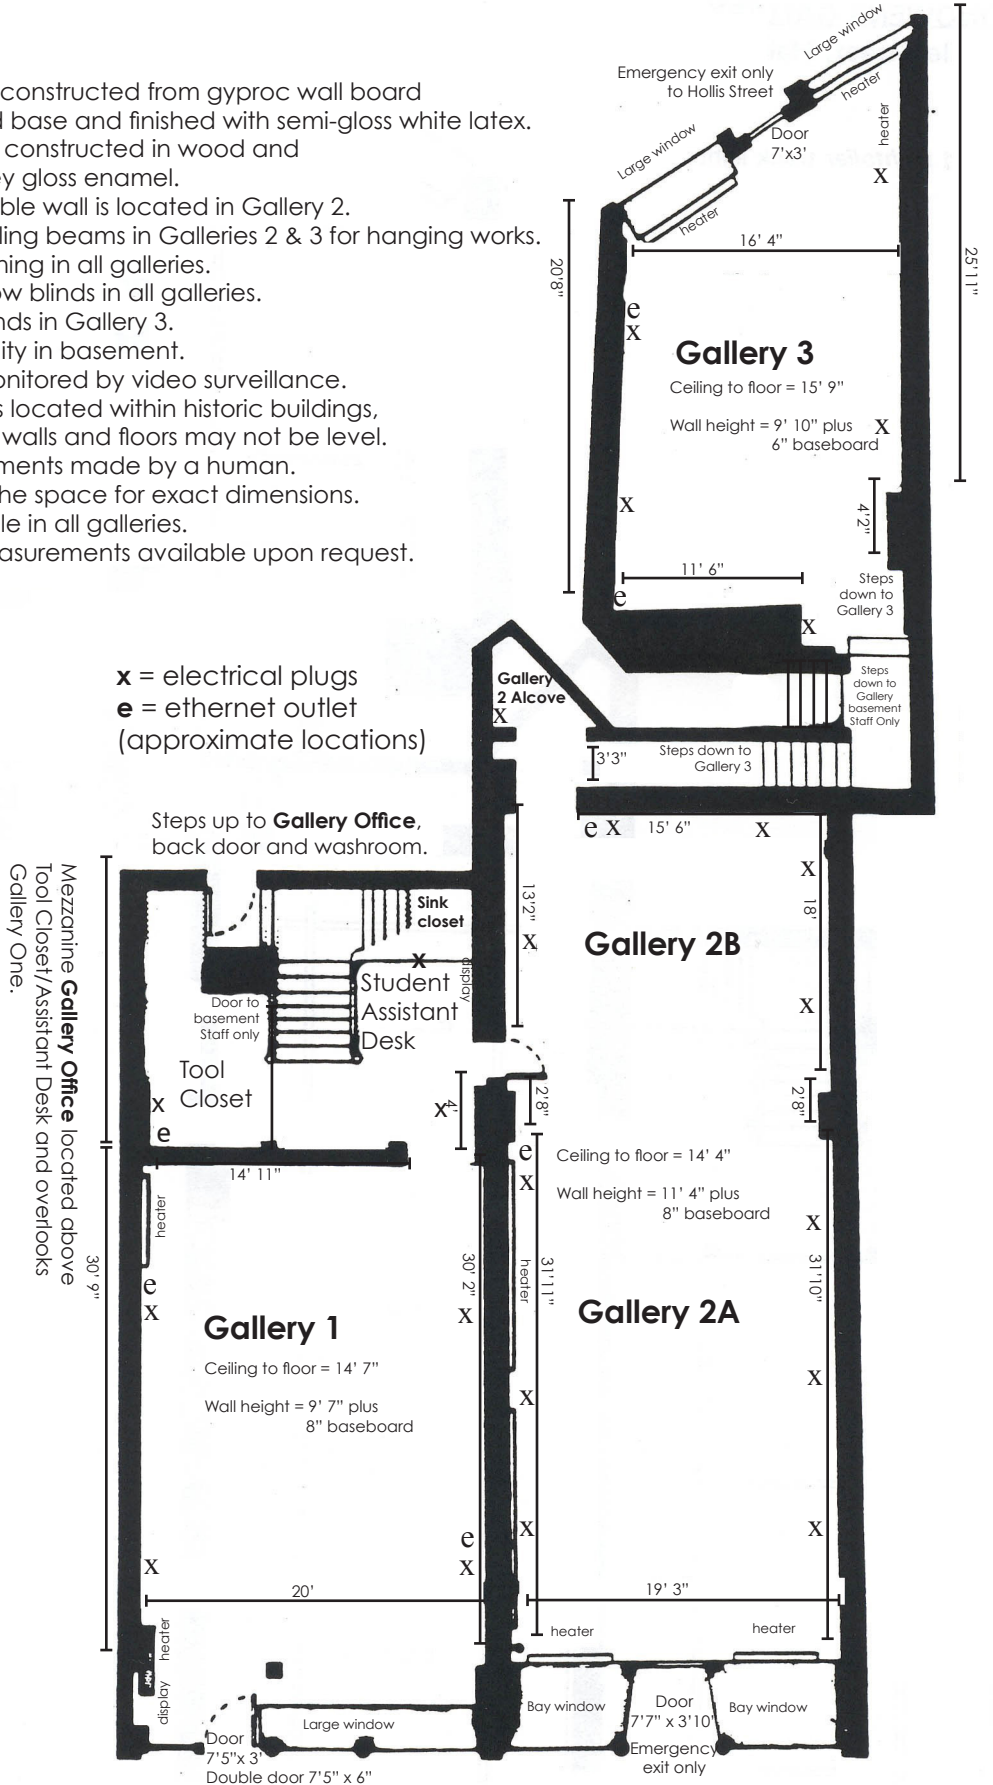 constructed from gyproc wall board
base and finished with semi-gloss white latex.
constructed in wood and
gloss enamel.
wall is located in Gallery 2.
beams in Galleries 2 & 3 for hanging works.
in all galleries.
blinds in all galleries.
in Gallery 3.
in basement.
by video surveillance.
located within historic buildings,
walls and floors may not be level.
made by a human.
the space for exact dimensions.
in all galleries.
available upon request.
x = electrical plugs
e = ethernet outlet
(approximate locations)
Steps up to Gallery Office,
back door and washroom.
Mezzanine Gallery Office located above
Tool Closet/Assistant Desk and overlooks
Gallery One.
Large window
heater
Emergency exit only
to Hollis Street
Door
7'x3'
heater
x
Large window
heater
16' 4"
20'8"
25'11"
e
x
Gallery 3
Ceiling to floor = 15' 9"
Wall height = 9' 10" plus
6" baseboard
x
x
4'2"
11' 6"
e
x
Steps
down to
Gallery 3
Steps
down to
Gallery
basement
Staff Only
Gallery
2 Alcove
x
3'3"
Steps down to
Gallery 3
e x
15' 6"
x
x
18'
13'2"
x
Gallery 2B
x
Sink
closet
x
display
Student
Assistant
Desk
Door to
basement
Staff only
Tool
Closet
x
e
x
4'
2'8"
2'8"
14' 11"
heater
30' 9"
e
x
Gallery 1
Ceiling to floor = 14' 7"
Wall height = 9' 7" plus
8" baseboard
30' 2"
x
e
x
x
20'
heater
display
Large window
Door
7'5"x 3'
Double door 7'5" x 6"
e
x
Ceiling to floor = 14' 4"
Wall height = 11' 4" plus
8" baseboard
x
heater
31'11"
31'10"
Gallery 2A
x
x
x
x
19' 3"
heater
heater
Bay window
Door
7'7" x 3'10'
Bay window
Emergency
exit only